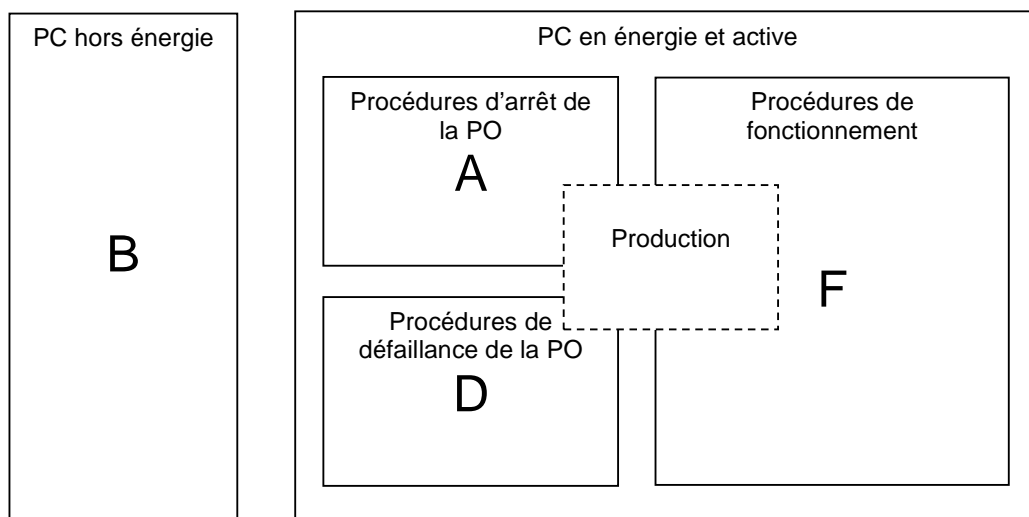 PC hors énergie
B
PC en énergie et active
Procédures d’arrêt de
la PO
A
Procédures de
fonctionnement
F
Production
Procédures de
défaillance de la PO
D